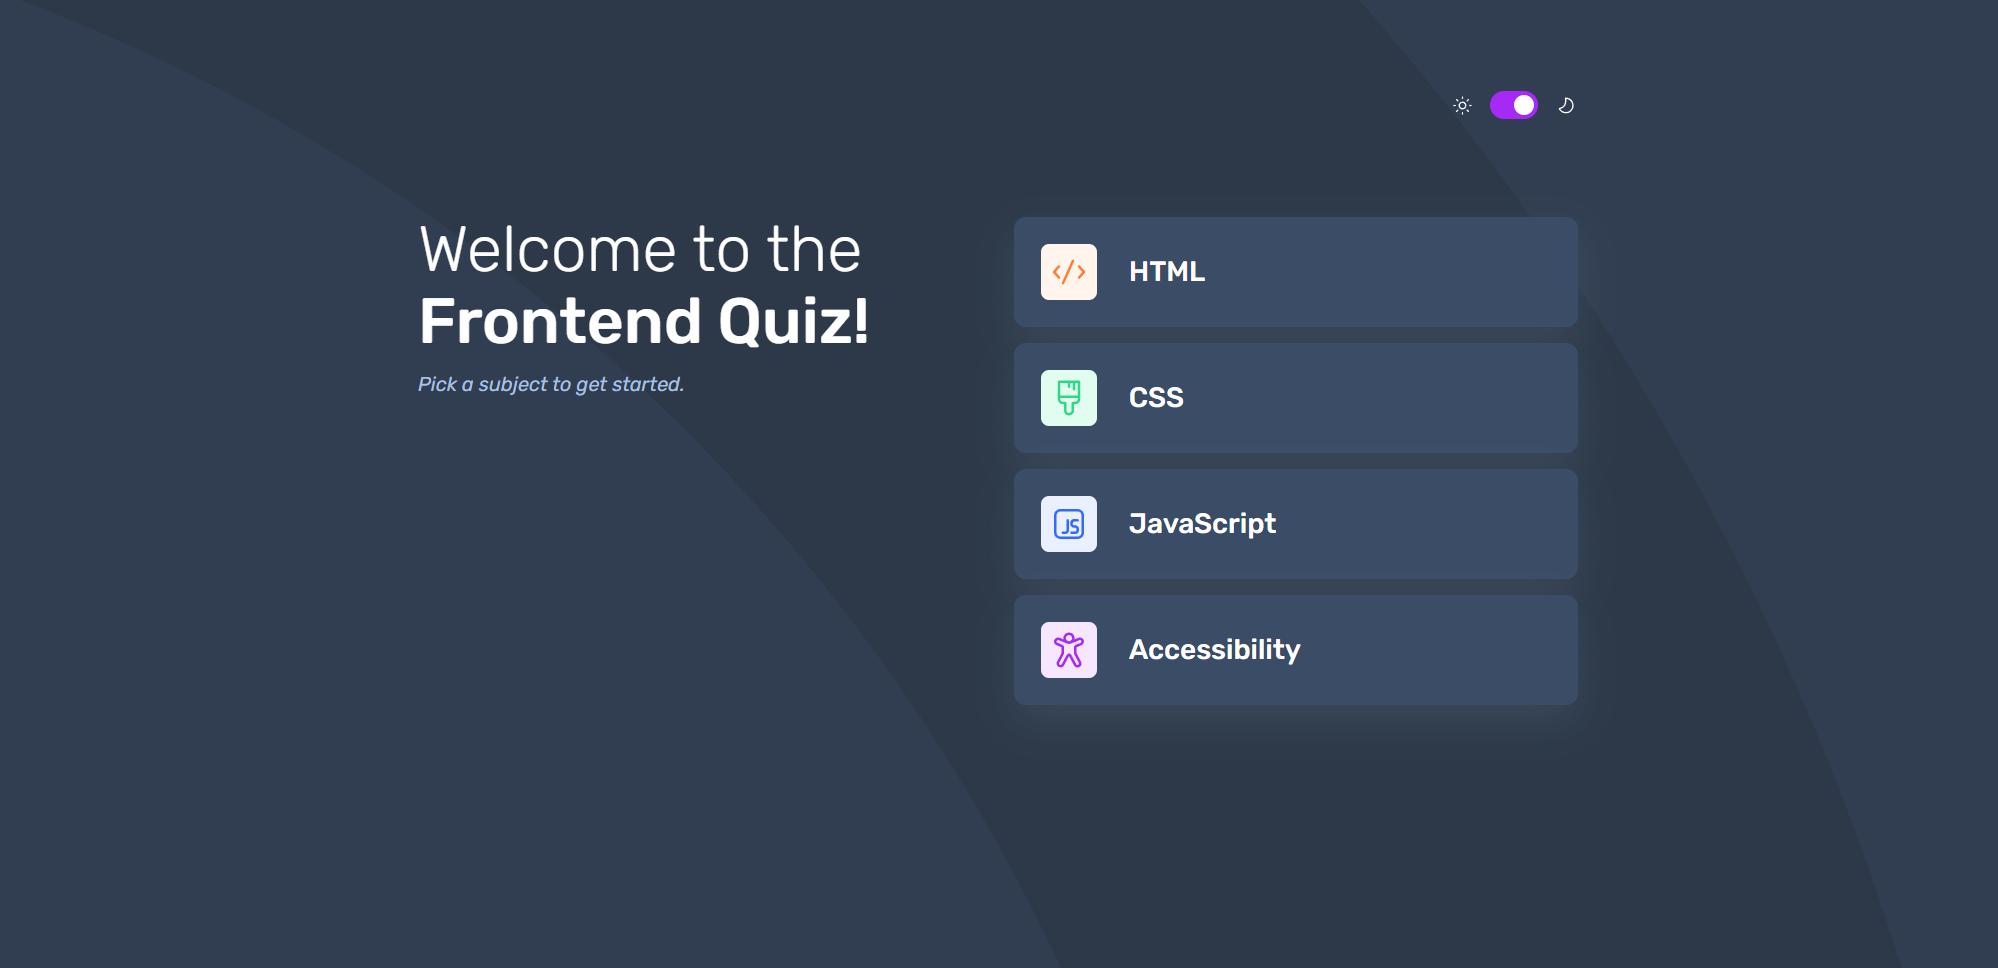 Welcome to the
Frontend Quiz!
Pick a subject to get started.
</> HTML
CSS
JS JavaScript
Accessibility